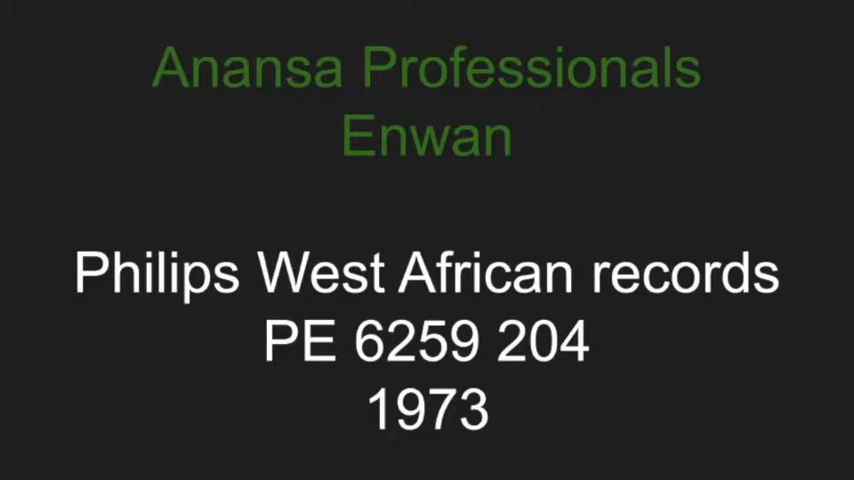 Anansa Professionals
Enwan
Philips West African records
PE 6259 204
1973